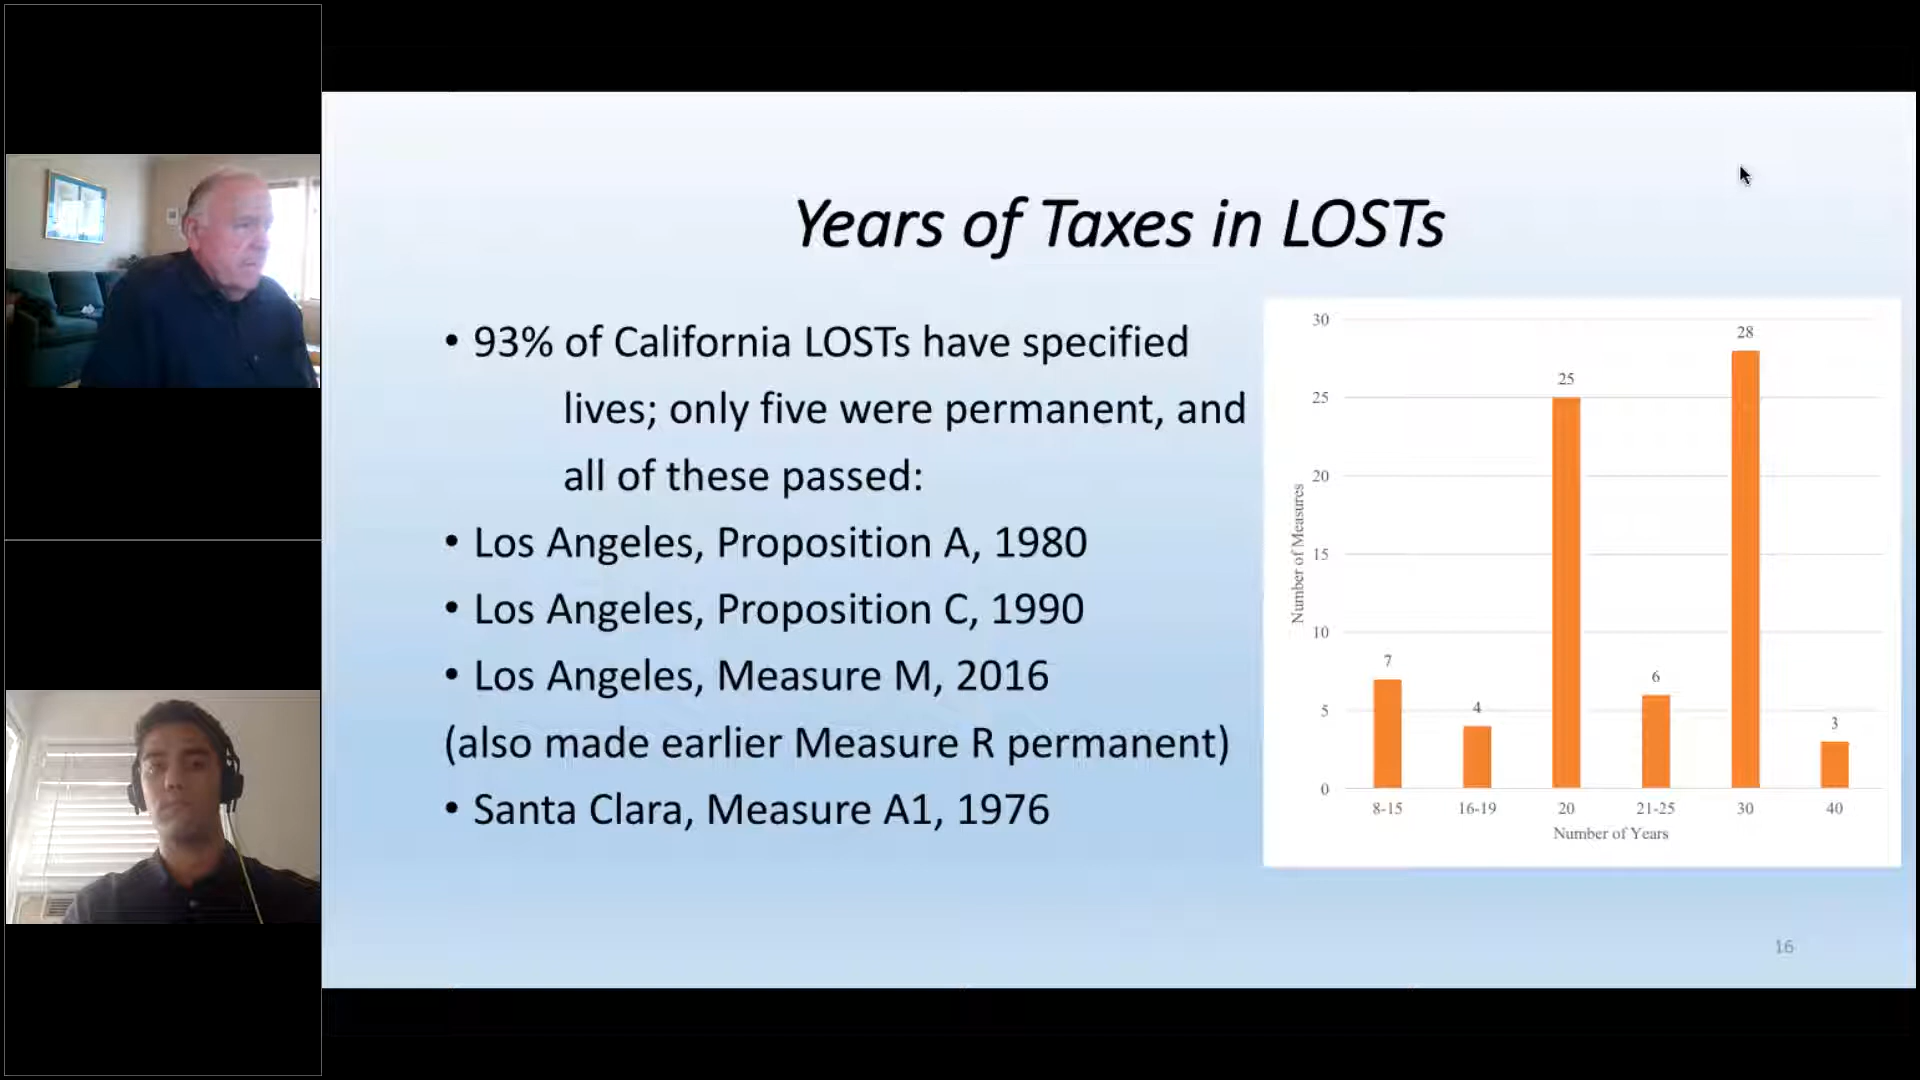 Years of Taxes in LOSTs
• 93% of California LOSTs have specified
lives; only five were permanent, and
all of these passed:
• Los Angeles, Proposition A, 1980
• Los Angeles, Proposition C, 1990
• Los Angeles, Measure M, 2016
(also made earlier Measure R permanent)
• Santa Clara, Measure A1, 1976
Number of Measures
30
25
20
15
10
5
0
7
4
25
6
28
3
8-15
16-19
20
21-25
30
40
Number of Years
16